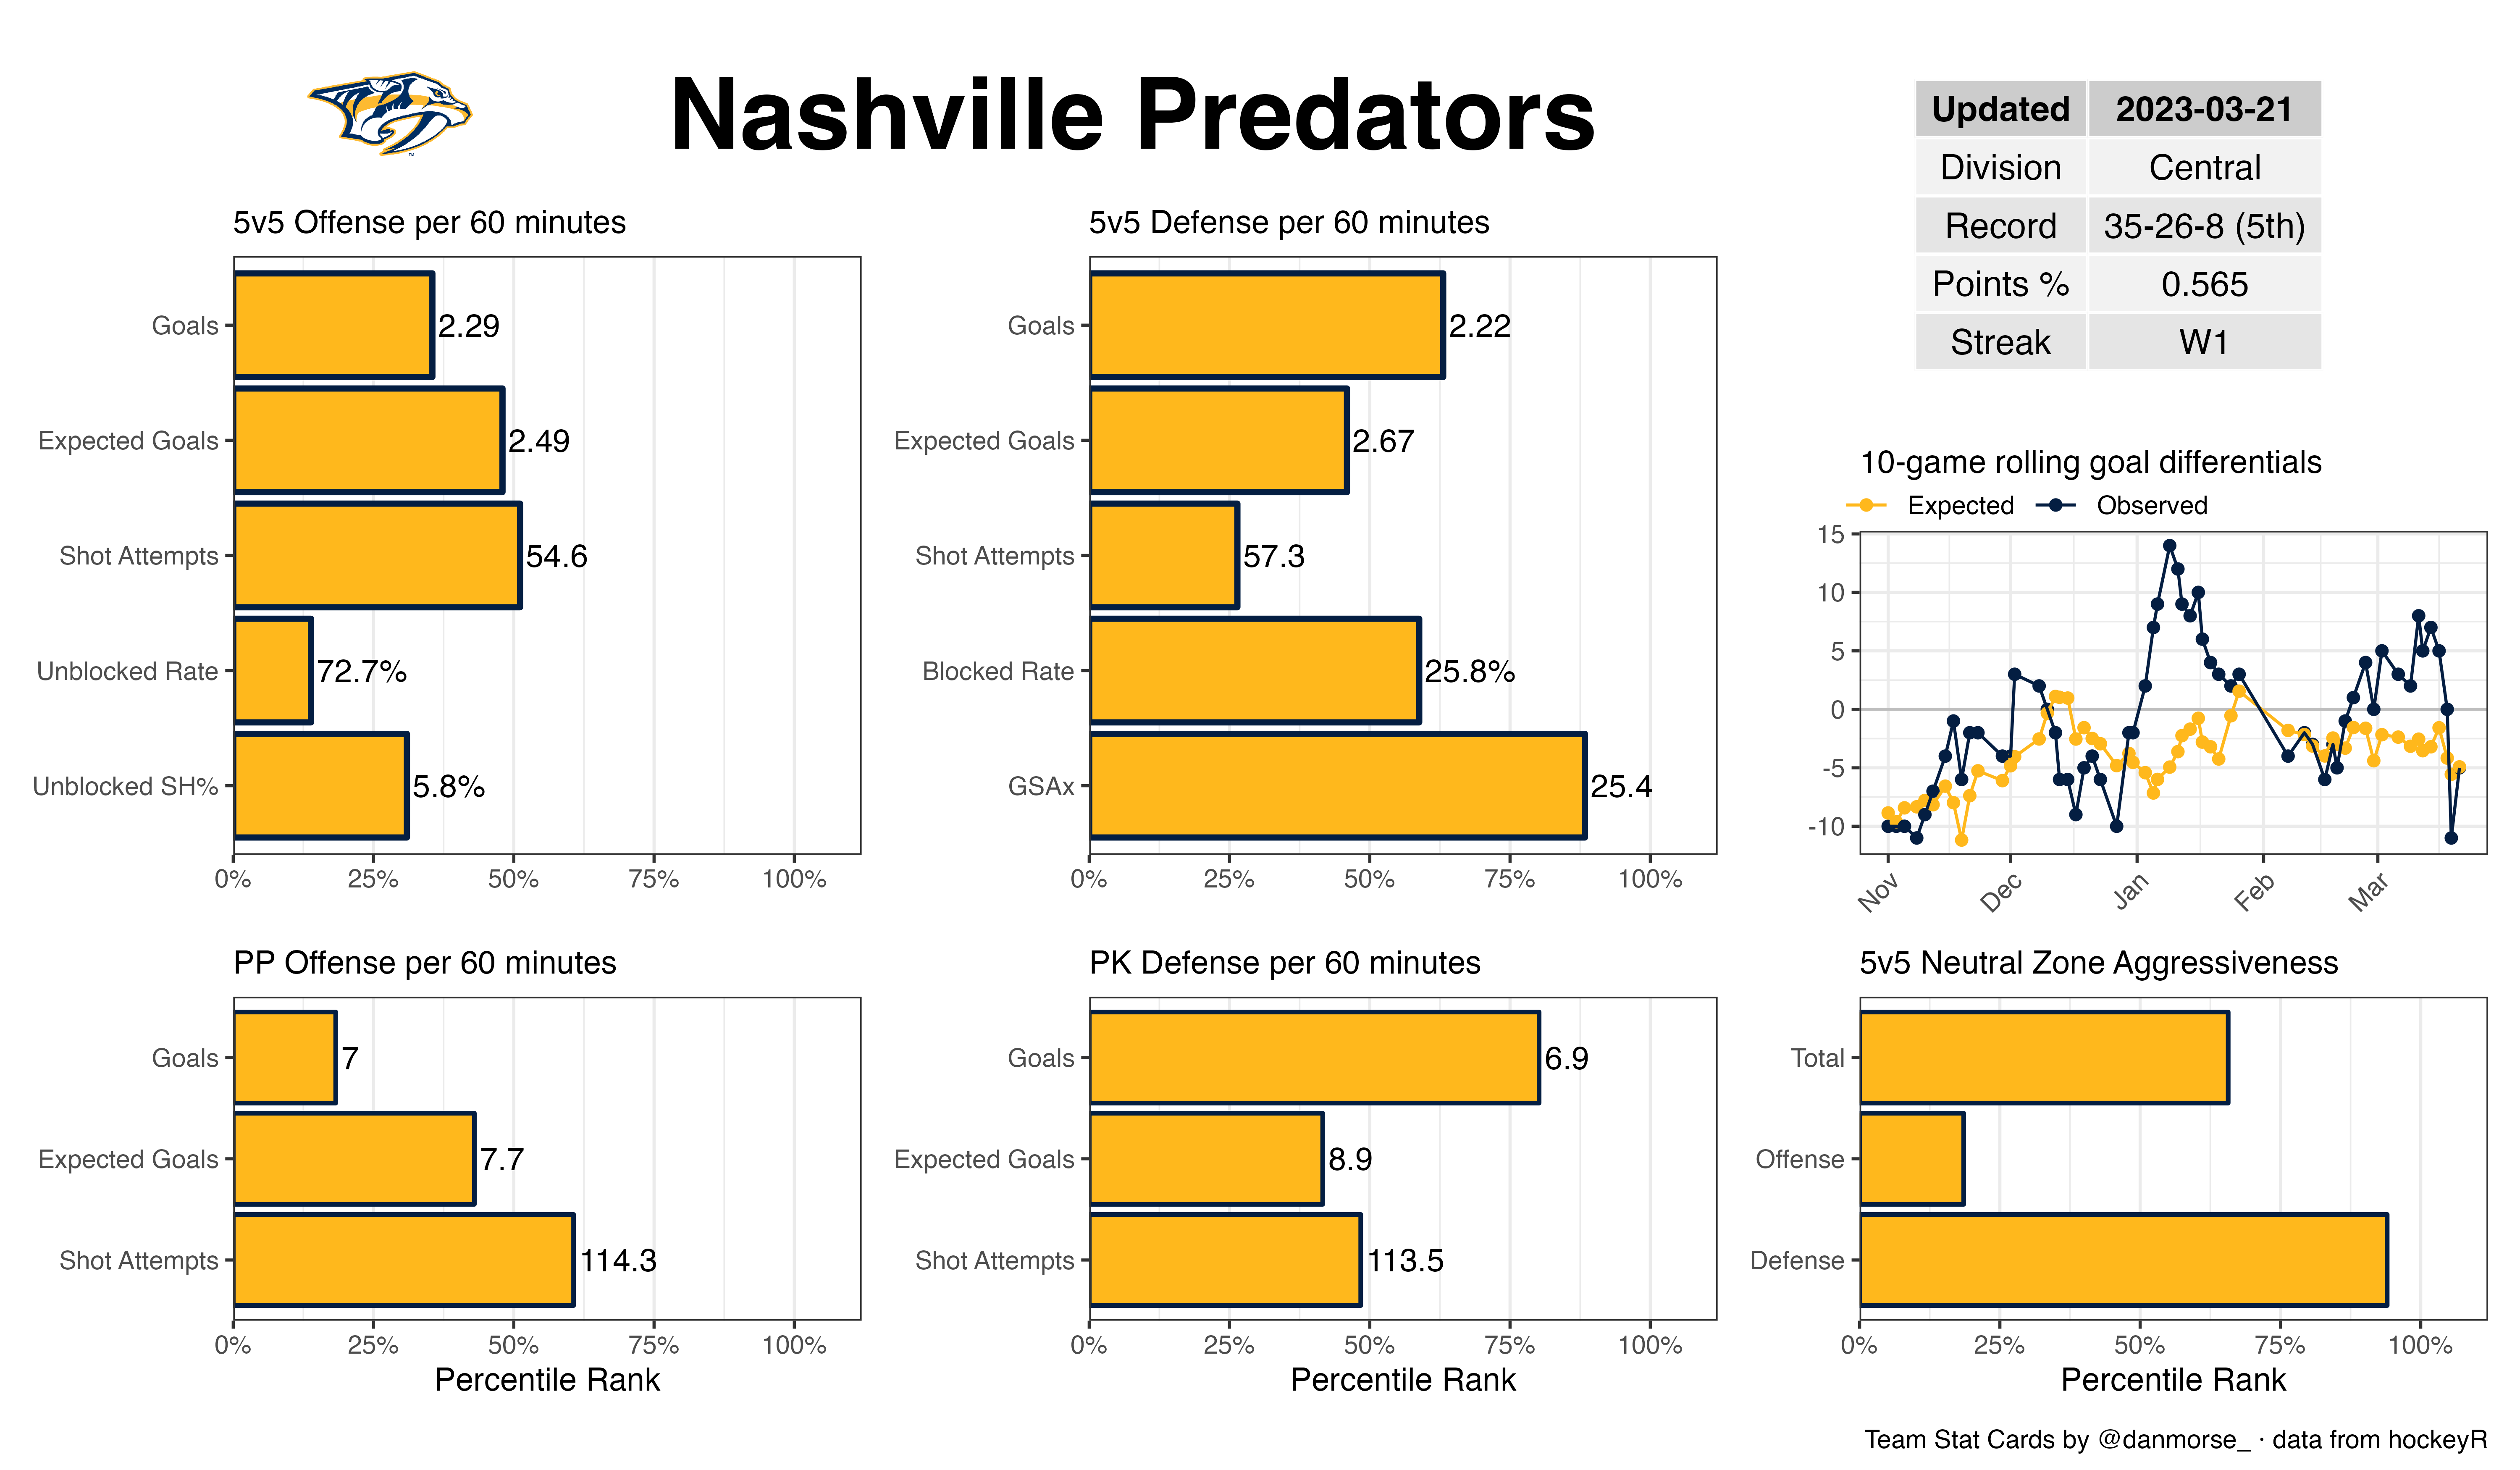 Nashville Predators
Updated 2023-03-21
Division Central
Record 35-26-8 (5th)
Points % 0.565
Streak W1
5v5 Offense per 60 minutes
Goals 2.29
Expected Goals 2.49
Shot Attempts 54.6
Unblocked Rate 72.7%
Unblocked SH% 5.8%
0% 25% 50% 75% 100%
5v5 Defense per 60 minutes
Goals 2.22
Expected Goals 2.67
Shot Attempts 57.3
Blocked Rate 25.8%
GSAx 25.4
0% 25% 50% 75% 100%
10-game rolling goal differentials
Expected Observed
15
10
5
0
-5
-10
Nov Dec Jan Feb Mar
PP Offense per 60 minutes
Goals 7
Expected Goals 7.7
Shot Attempts 114.3
0% 25% 50% 75% 100%
Percentile Rank
PK Defense per 60 minutes
Goals 6.9
Expected Goals 8.9
Shot Attempts 113.5
0% 25% 50% 75% 100%
Percentile Rank
5v5 Neutral Zone Aggressiveness
Total
Offense
Defense
0% 25% 50% 75% 100%
Percentile Rank
Team Stat Cards by @danmorse_ · data from hockeyR